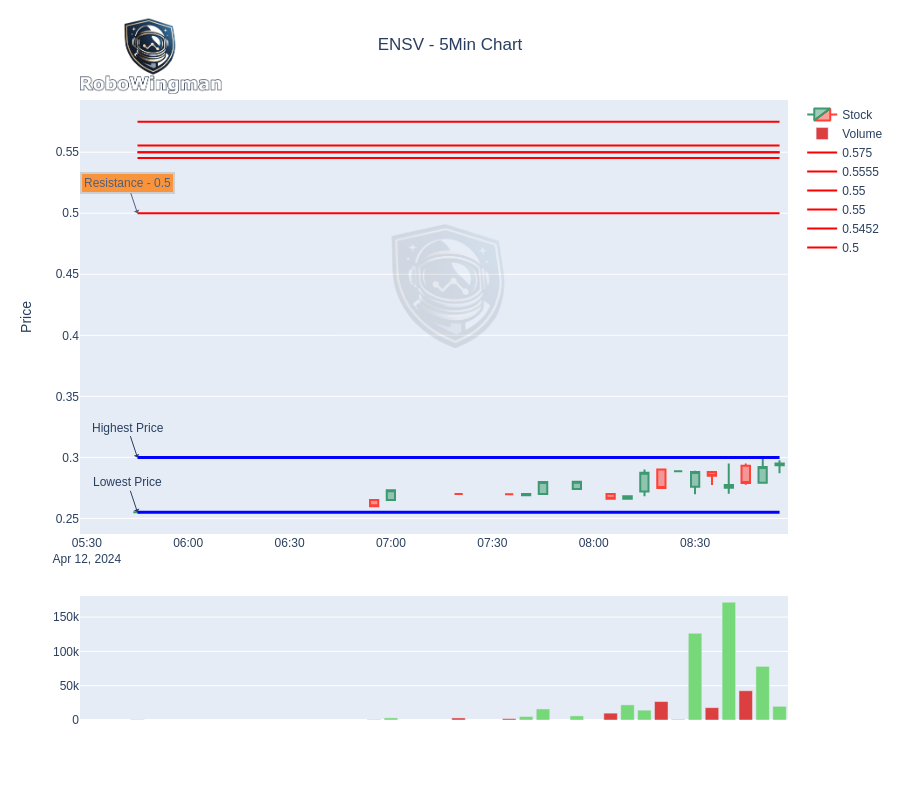 RoboWingman
ENSV - 5Min Chart
Stock
Volume
0.575
0.5555
0.55
0.55
0.5452
0.5
Price
0.55
0.5
0.45
0.4
0.35
0.3
0.25
Resistance - 0.5
Highest Price
Lowest Price
05:30 06:00 06:30 07:00 07:30 08:00 08:30
Apr 12, 2024
150k
100k
50k
0